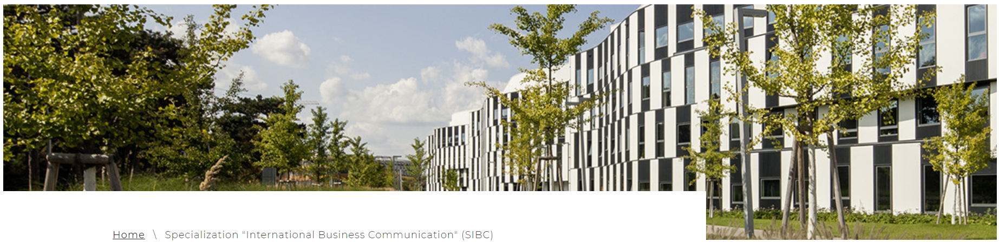 Home \ Specialization "International Business Communication" (SIBC)